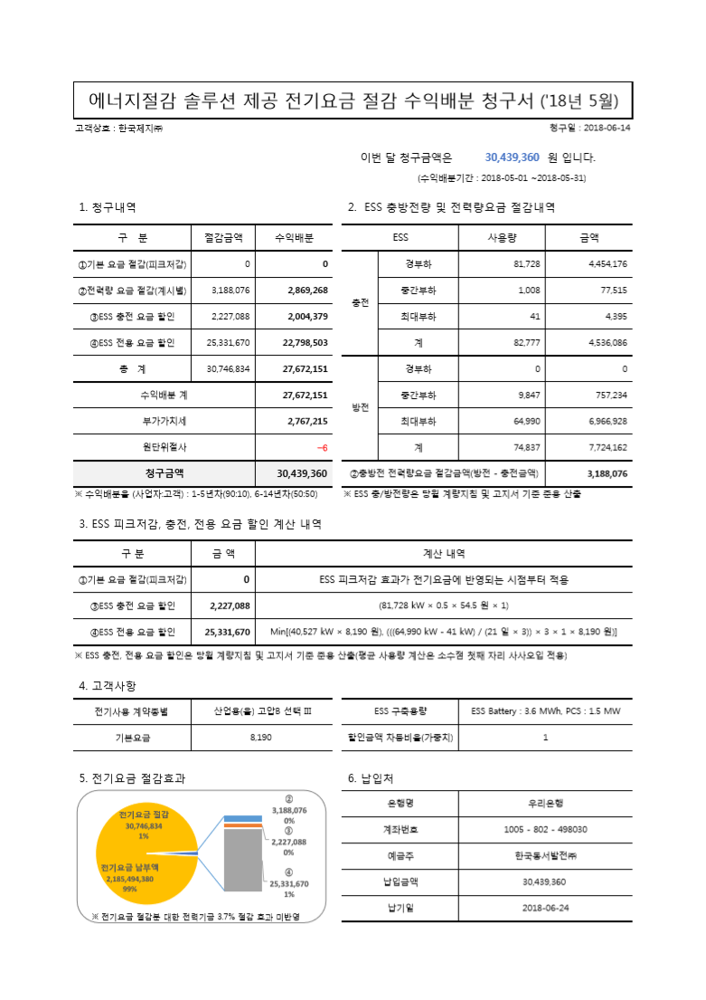 에너지절감 솔루션 제공 전기요금 절감 수익배분 청구서 ('18년 5월)
고객상호 : 한국제지㈜ 청구일 : 2018-06-14
이번 달 청구금액은 30,439,360 원 입니다.
(수익배분기간 : 2018-05-01 ~2018-05-31)
1. 청구내역
구 분 절감금액 수익배분
①기본 요금 절감(피크저감) 0 0
②전력량 요금 절감(계시별) 3,188,076 2,869,268
③ESS 충전 요금 할인 2,227,088 2,004,379
④ESS 전용 요금 할인 25,331,670 22,798,503
총 계 30,746,834 27,672,151
수익배분 계 27,672,151
부가가치세 2,767,215
원단위절사 -6
청구금액 30,439,360
※ 수익배분율 (사업자:고객) : 1-5년차(90:10), 6-14년차(50:50)
2. ESS 충방전량 및 전력량요금 절감내역
ESS 사용량 금액
충전
경부하 81,728 4,454,176
중간부하 1,008 77,515
최대부하 41 4,395
계 82,777 4,536,086
방전
경부하 0 0
중간부하 9,847 757,234
최대부하 64,990 6,966,928
계 74,837 7,724,162
②충방전 전력량요금 절감금액(방전 - 충전금액) 3,188,076
※ ESS 충/방전량은 당월 계량지침 및 고지서 기준 준용 산출
3. ESS 피크저감, 충전, 전용 요금 할인 계산 내역
구 분 금 액 계산 내역
①기본 요금 절감(피크저감) 0 ESS 피크저감 효과가 전기요금에 반영되는 시점부터 적용
③ESS 충전 요금 할인 2,227,088 (81,728 kW × 0.5 × 54.5 원 × 1)
④ESS 전용 요금 할인 25,331,670 Min[(40,527 kW × 8,190 원), (((64,990 kW - 41 kW) / (21 일 × 3)) × 3 × 1 × 8,190 원)]
※ ESS 충전, 전용 요금 할인은 당월 계량지침 및 고지서 기준 준용 산출(평균 사용량 계산은 소수점 첫째 자리 사사오입 적용)
4. 고객사항
전기사용 계약종별 산업용(을) 고압B 선택 Ⅲ
기본요금 8,190
ESS 구축용량 ESS Battery : 3.6 MWh, PCS : 1.5 MW
할인금액 차등비율(가중치) 1
5. 전기요금 절감효과
전기요금 절감
30,746,834
1%
전기요금 납부액
2,185,494,380
99%
②
3,188,076
0%
③
2,227,088
0%
④
25,331,670
1%
※ 전기요금 절감분 대한 전력기금 3.7% 절감 효과 미반영
6. 납입처
은행명 우리은행
계좌번호 1005 - 802 - 498030
예금주 한국동서발전㈜
납입금액 30,439,360
납기일 2018-06-24